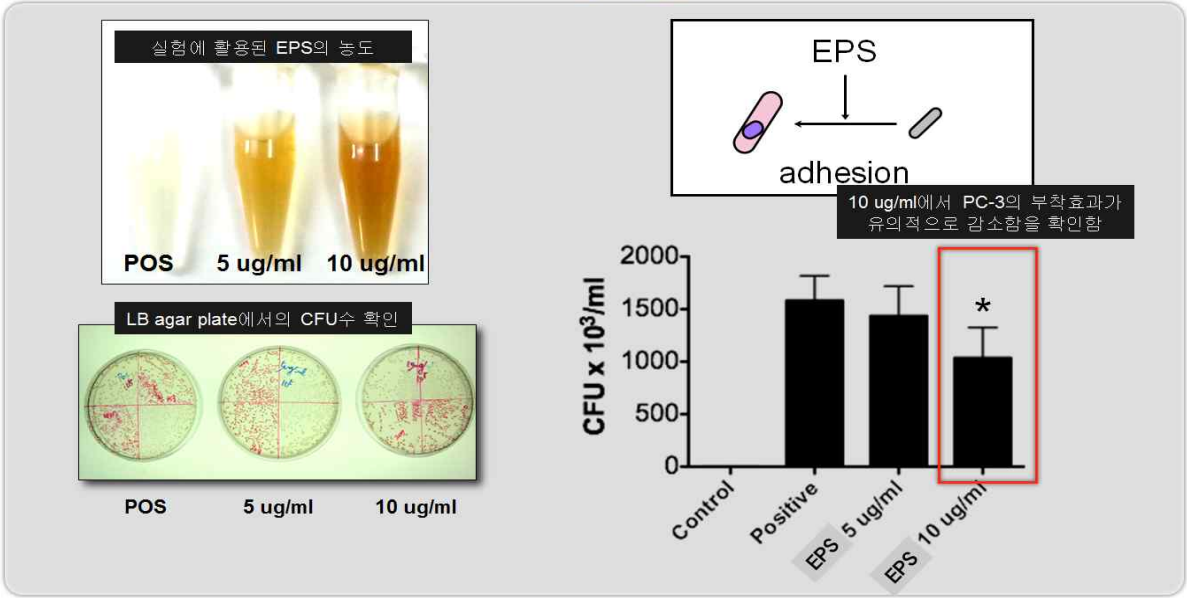 실험에 활용된 EPS의 농도
POS
5 ug/ml
10 ug/ml
LB agar plate에서의 CFU수 확인
POS
5 ug/ml
10 ug/ml
EPS
adhesion
10 ug/ml에서 PC-3의 부착효과가
유의적으로 감소함을 확인함
CFU x 10³/ml
2000
1500
1000
500
0
*
Control
Positive
EPS 5 ug/ml
EPS 10 ug/ml